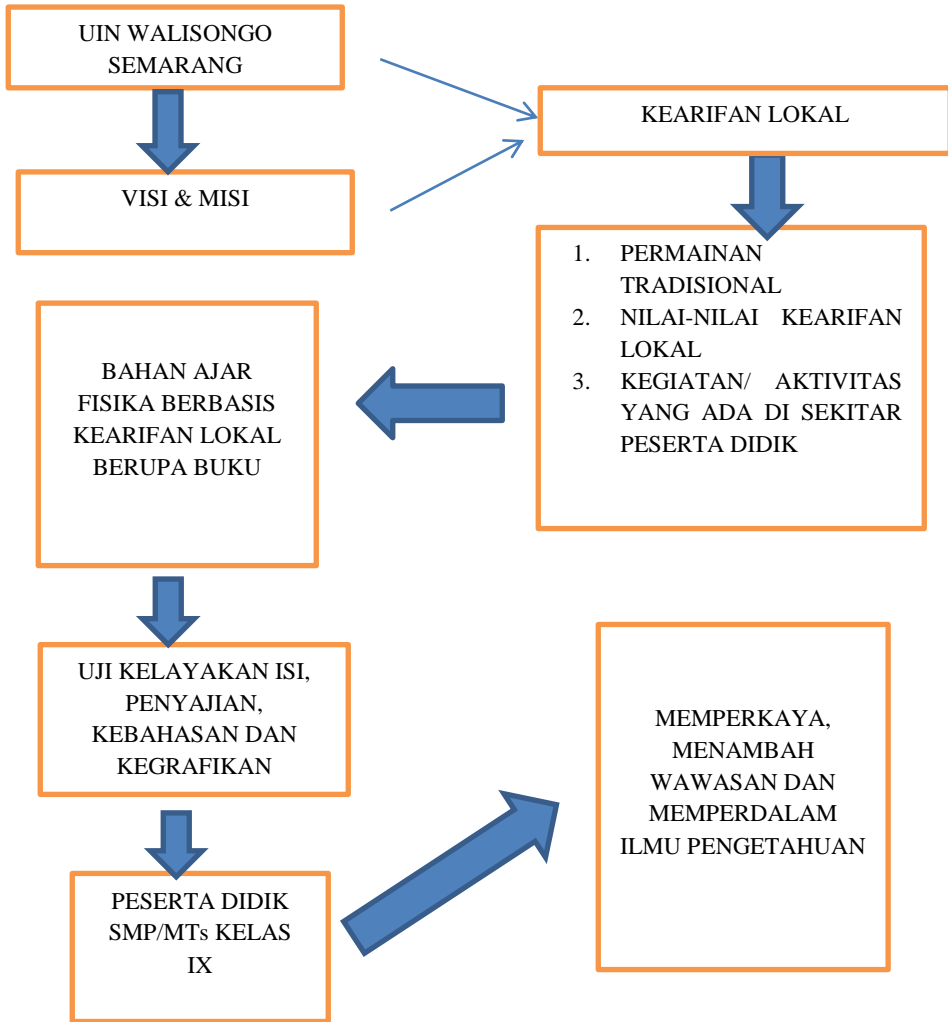 UIN WALISONGO
SEMARANG
VISI & MISI
KEARIFAN LOKAL
1. PERMAINAN
TRADISIONAL
2. NILAI-NILAI KEARIFAN
LOKAL
3. KEGIATAN/ AKTIVITAS
YANG ADA DI SEKITAR
PESERTA DIDIK
BAHAN AJAR
FISIKA BERBASIS
KEARIFAN LOKAL
BERUPA BUKU
UJI KELAYAKAN ISI,
PENYAJIAN,
KEBAHASAN DAN
KEGRAFIKAN
PESERTA DIDIK
SMP/MTs KELAS
IX
MEMPERKAYA,
MENAMBAH
WAWASAN DAN
MEMPERDALAM
ILMU PENGETAHUAN